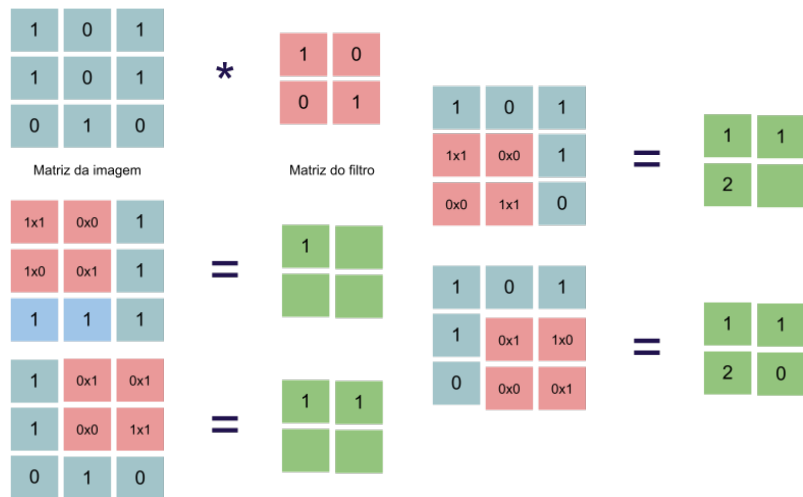 1 0 1
1 0 1
0 1 0
*
1 0
0 1
Matriz da imagem
Matriz do filtro
1x1 0x0 1
1x0 0x1 1
1 1 1
=
1
1 0x1 0x1
1 0x0 1x1
0 1 0
=
1 1
1 0 1
1x1 0x0 1
0x0 1x1 0
=
1 1
2
1 0 1
1 0x1 1x0
0 0x0 0x1
=
1 1
2 0